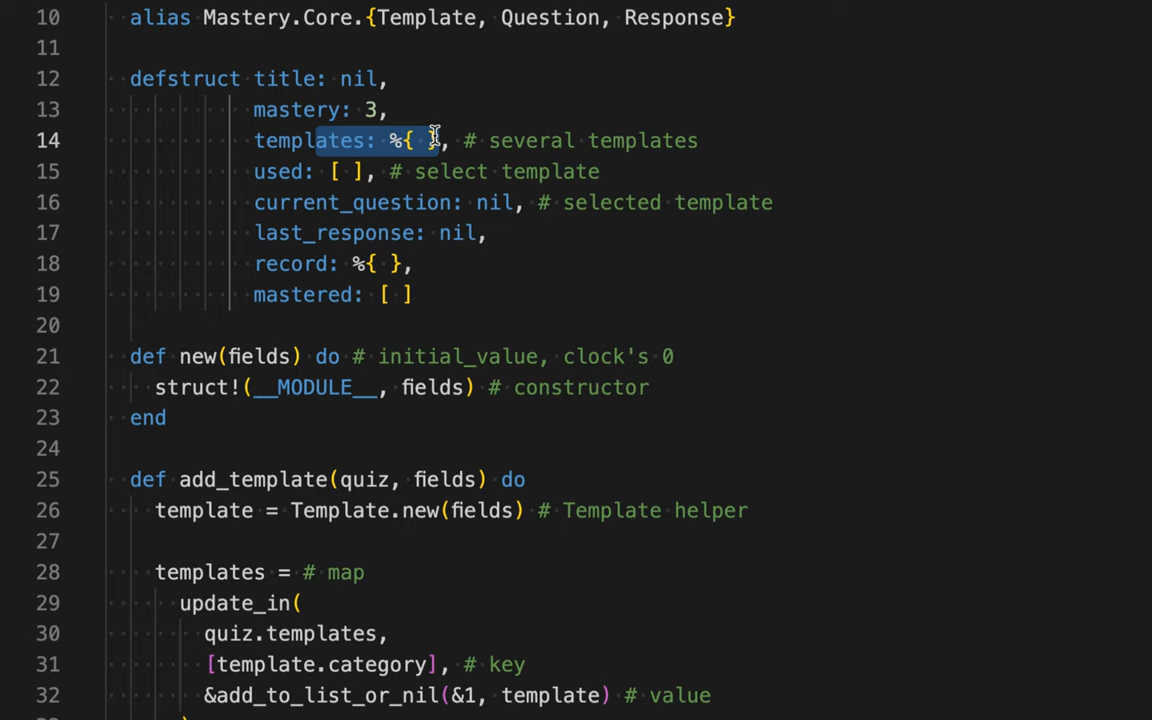 10 alias Mastery.Core.{Template, Question, Response}
11
12 defstruct title: nil,
13 mastery: 3,
14 templates: %{ }, # several templates
15 used: [ ], # select template
16 current_question: nil, # selected template
17 last_response: nil,
18 record: %{ },
19 mastered: [ ]
20
21 def new(fields) do # initial_value, clock's 0
22 struct!(__MODULE__, fields) # constructor
23 end
24
25 def add_template(quiz, fields) do
26 template = Template.new(fields) # Template helper
27
28 templates = # map
29 update_in(
30 quiz.templates,
31 [template.category], # key
32 &add_to_list_or_nil(&1, template) # value